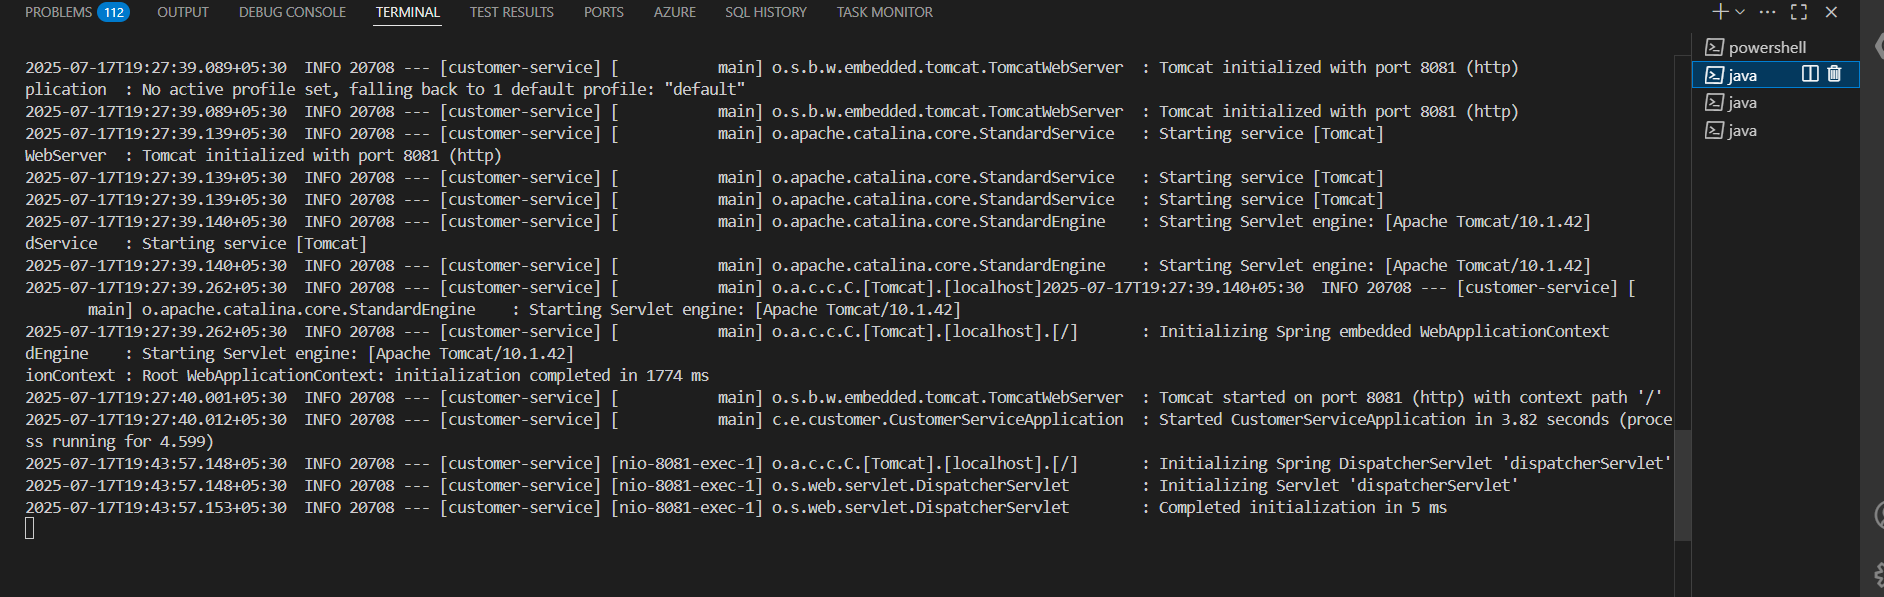 PROBLEMS 112 OUTPUT DEBUG CONSOLE TERMINAL TEST RESULTS PORTS AZURE SQL HISTORY TASK MONITOR
2025-07-17T19:27:39.089+05:30  INFO 20708 --- [customer-service] [           main] o.s.b.w.embedded.tomcat.TomcatWebServer  : Tomcat initialized with port 8081 (http)
plication  : No active profile set, falling back to 1 default profile: "default"
2025-07-17T19:27:39.089+05:30  INFO 20708 --- [customer-service] [           main] o.s.b.w.embedded.tomcat.TomcatWebServer  : Tomcat initialized with port 8081 (http)
2025-07-17T19:27:39.139+05:30  INFO 20708 --- [customer-service] [           main] o.apache.catalina.core.StandardService   : Starting service [Tomcat]
WebServer  : Tomcat initialized with port 8081 (http)
2025-07-17T19:27:39.139+05:30  INFO 20708 --- [customer-service] [           main] o.apache.catalina.core.StandardService   : Starting service [Tomcat]
2025-07-17T19:27:39.139+05:30  INFO 20708 --- [customer-service] [           main] o.apache.catalina.core.StandardService   : Starting service [Tomcat]
2025-07-17T19:27:39.140+05:30  INFO 20708 --- [customer-service] [           main] o.apache.catalina.core.StandardEngine    : Starting Servlet engine: [Apache Tomcat/10.1.42]
dService   : Starting service [Tomcat]
2025-07-17T19:27:39.140+05:30  INFO 20708 --- [customer-service] [           main] o.apache.catalina.core.StandardEngine    : Starting Servlet engine: [Apache Tomcat/10.1.42]
2025-07-17T19:27:39.262+05:30  INFO 20708 --- [customer-service] [           main] o.a.c.c.C.[Tomcat].[localhost]2025-07-17T19:27:39.140+05:30  INFO 20708 --- [customer-service] [
       main] o.apache.catalina.core.StandardEngine    : Starting Servlet engine: [Apache Tomcat/10.1.42]
2025-07-17T19:27:39.262+05:30  INFO 20708 --- [customer-service] [           main] o.a.c.c.C.[Tomcat].[localhost].[/]       : Initializing Spring embedded WebApplicationContext
dEngine    : Starting Servlet engine: [Apache Tomcat/10.1.42]
ionContext : Root WebApplicationContext: initialization completed in 1774 ms
2025-07-17T19:27:40.001+05:30  INFO 20708 --- [customer-service] [           main] o.s.b.w.embedded.tomcat.TomcatWebServer  : Tomcat started on port 8081 (http) with context path '/'
2025-07-17T19:27:40.012+05:30  INFO 20708 --- [customer-service] [           main] c.e.customer.CustomerServiceApplication  : Started CustomerServiceApplication in 3.82 seconds (proce
ss running for 4.599)
2025-07-17T19:43:57.148+05:30  INFO 20708 --- [customer-service] [nio-8081-exec-1] o.a.c.c.C.[Tomcat].[localhost].[/]       : Initializing Spring DispatcherServlet 'dispatcherServlet'
2025-07-17T19:43:57.148+05:30  INFO 20708 --- [customer-service] [nio-8081-exec-1] o.s.web.servlet.DispatcherServlet        : Initializing Servlet 'dispatcherServlet'
2025-07-17T19:43:57.153+05:30  INFO 20708 --- [customer-service] [nio-8081-exec-1] o.s.web.servlet.DispatcherServlet        : Completed initialization in 5 ms
powershell
java
java
java